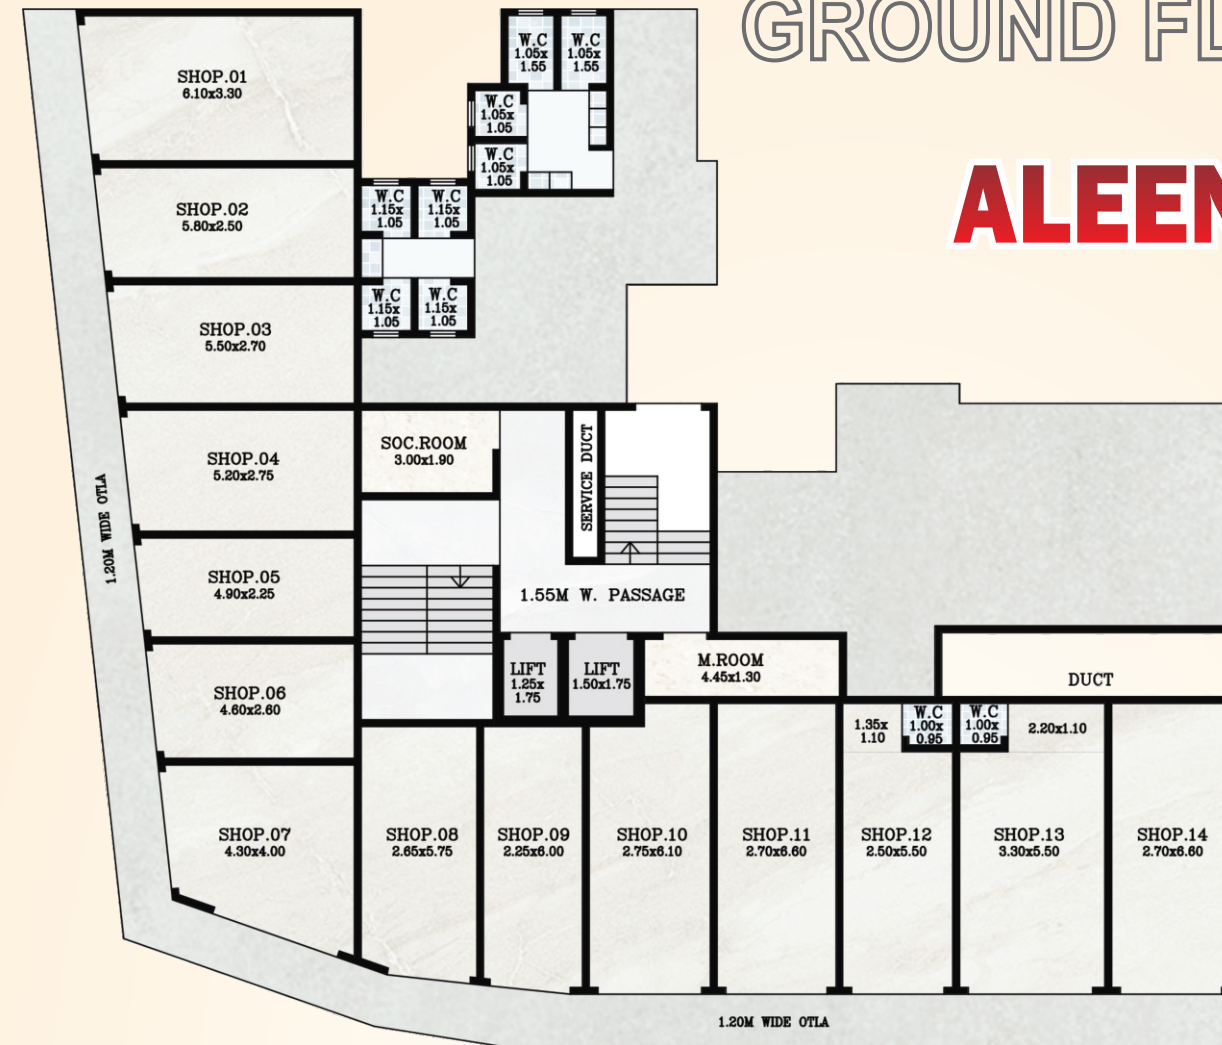 GROUND FL
ALEEN
SHOP.01
6.10x3.30
W.C
1.05x
1.55
W.C
1.05x
1.55
W.C
1.05x
1.05
W.C
1.05x
1.05
SHOP.02
5.80x2.50
W.C
1.15x
1.05
W.C
1.15x
1.05
W.C
1.15x
1.05
W.C
1.15x
1.05
SHOP.03
5.50x2.70
SHOP.04
5.20x2.75
SOC.ROOM
3.00x1.90
SERVICE DUCT
1.20M WIDE OTLA
SHOP.05
4.90x2.25
1.55M W. PASSAGE
SHOP.06
4.60x2.60
LIFT
1.25x
1.75
LIFT
1.50x1.75
M.ROOM
4.45x1.30
DUCT
1.35x
1.10
W.C
1.00x
0.95
W.C
1.00x
0.95
2.20x1.10
SHOP.07
4.30x4.00
SHOP.08
2.65x5.75
SHOP.09
2.25x6.00
SHOP.10
2.75x6.10
SHOP.11
2.70x6.60
SHOP.12
2.50x5.50
SHOP.13
3.30x5.50
SHOP.14
2.70x6.60
1.20M WIDE OTLA